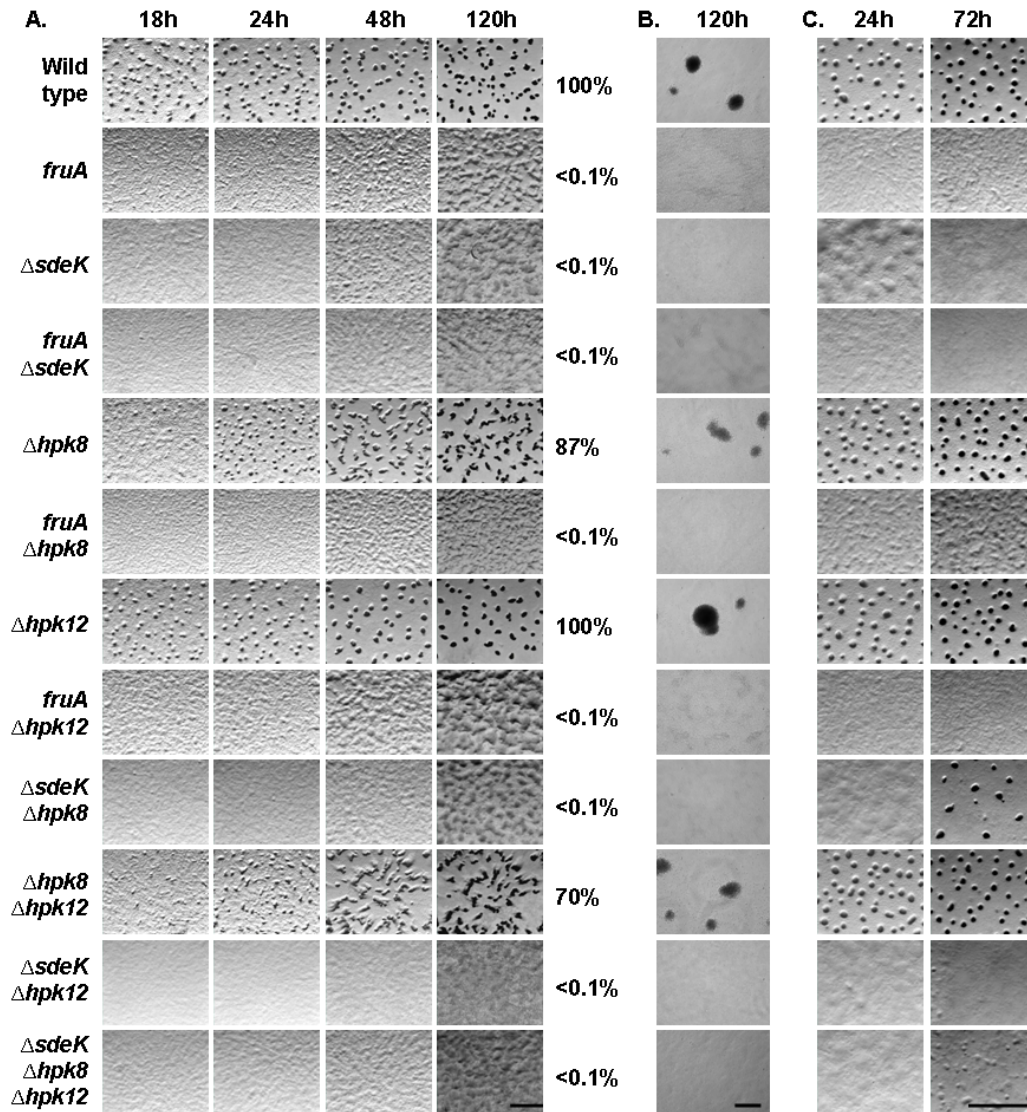 A. 18h 24h 48h 120h B. 120h C. 24h 72h
Wild
type
100%
fruA
<0.1%
ΔsdeK
<0.1%
fruA
ΔsdeK
<0.1%
Δhpk8
87%
fruA
Δhpk8
<0.1%
Δhpk12
100%
fruA
Δhpk12
<0.1%
ΔsdeK
Δhpk8
<0.1%
Δhpk8
Δhpk12
70%
ΔsdeK
Δhpk12
<0.1%
ΔsdeK
Δhpk8
Δhpk12
<0.1%